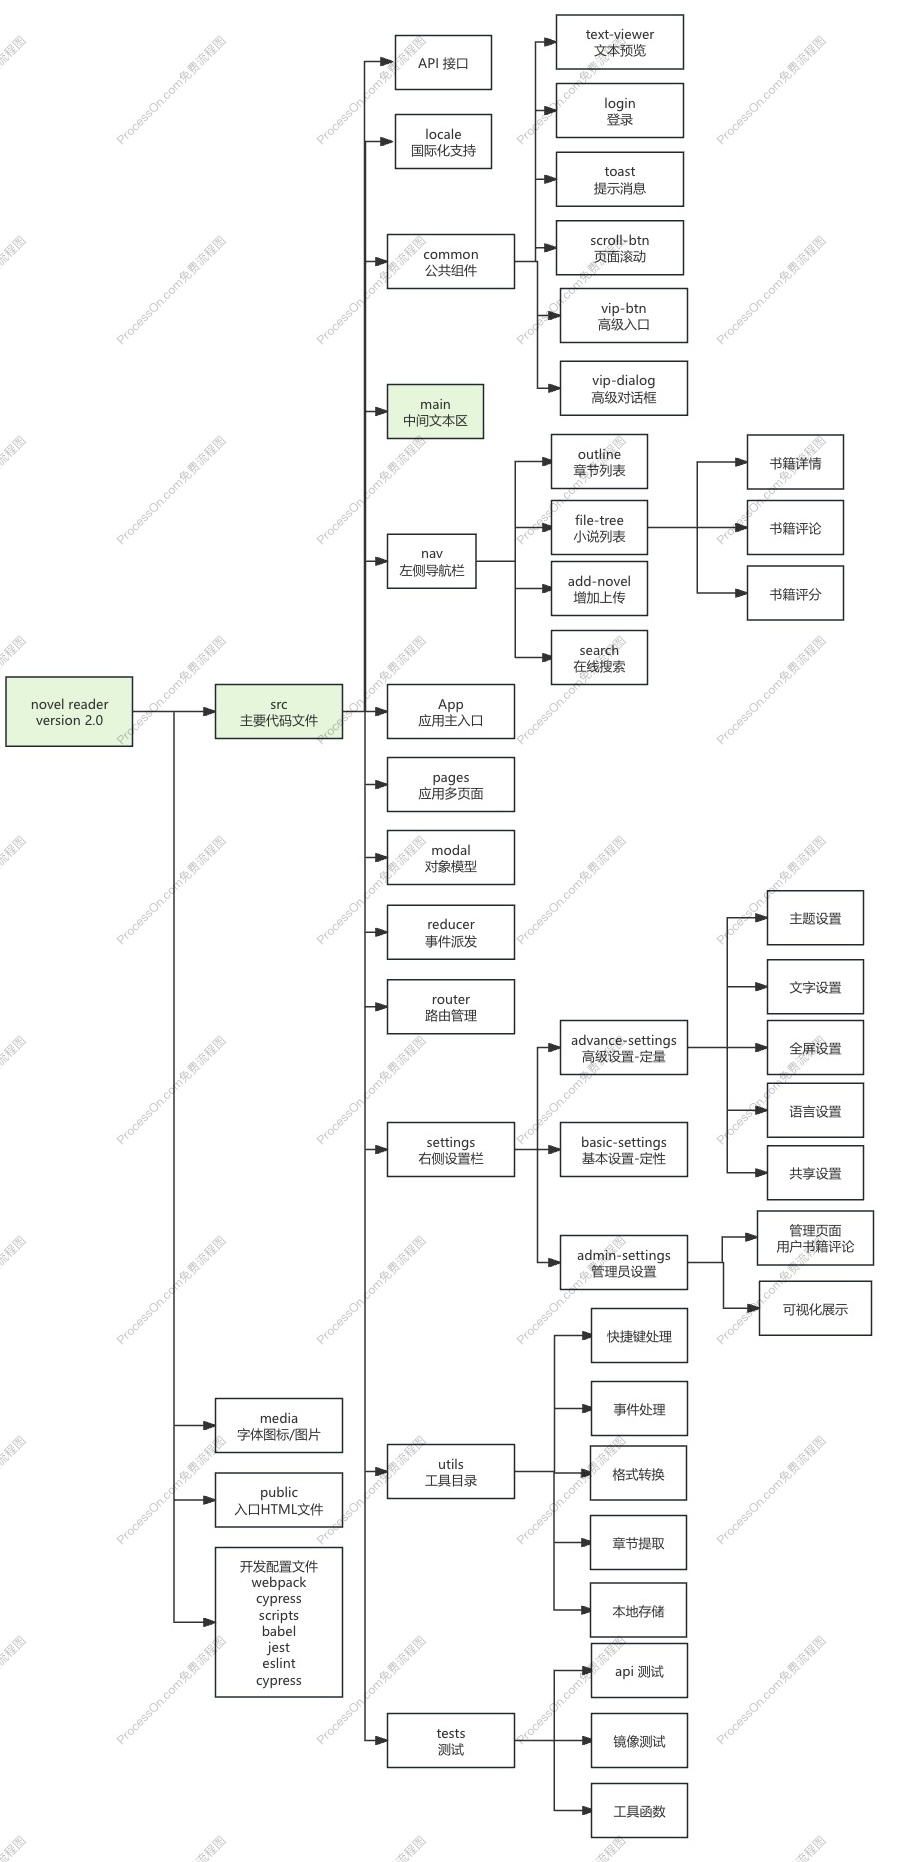 novel reader
version 2.0
src
主要代码文件
API 接口
locale
国际化支持
common
公共组件
text-viewer
文本预览
login
登录
toast
提示消息
scroll-btn
页面滚动
vip-btn
高级入口
vip-dialog
高级对话框
main
中间文本区
nav
左侧导航栏
outline
章节列表
file-tree
小说列表
书籍详情
书籍评论
书籍评分
add-novel
增加上传
search
在线搜索
App
应用主入口
pages
应用多页面
modal
对象模型
reducer
事件派发
router
路由管理
settings
右侧设置栏
advance-settings
高级设置-定量
主题设置
文字设置
全屏设置
语言设置
共享设置
basic-settings
基本设置-定性
admin-settings
管理员设置
管理页面
用户书籍评论
可视化展示
utils
工具目录
快捷键处理
事件处理
格式转换
章节提取
本地存储
tests
测试
api 测试
镜像测试
工具函数
media
字体图标/图片
public
入口HTML文件
开发配置文件
webpack
cypress
scripts
babel
jest
eslint
cypress
ProcessOn.com免费流程图